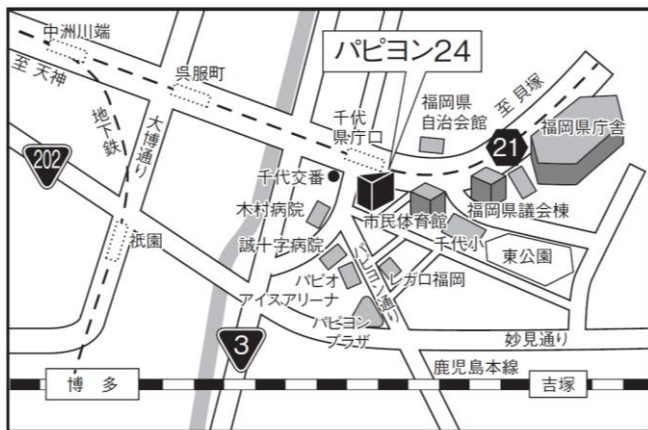 中洲川端
至 天神
呉服町
パピヨン24
千代
県庁口
福岡県
自治会館
至 貝塚
福岡県庁舎
21
地下鉄
大博通り
202
千代交番
木村病院
市民体育館
福岡県議会棟
誠十字病院
千代小
東公園
祇園
パピオ
アイスアリーナ
パピヨン通り
レガロ福岡
パピヨン
プラザ
3
妙見通り
鹿児島本線
博多
吉塚